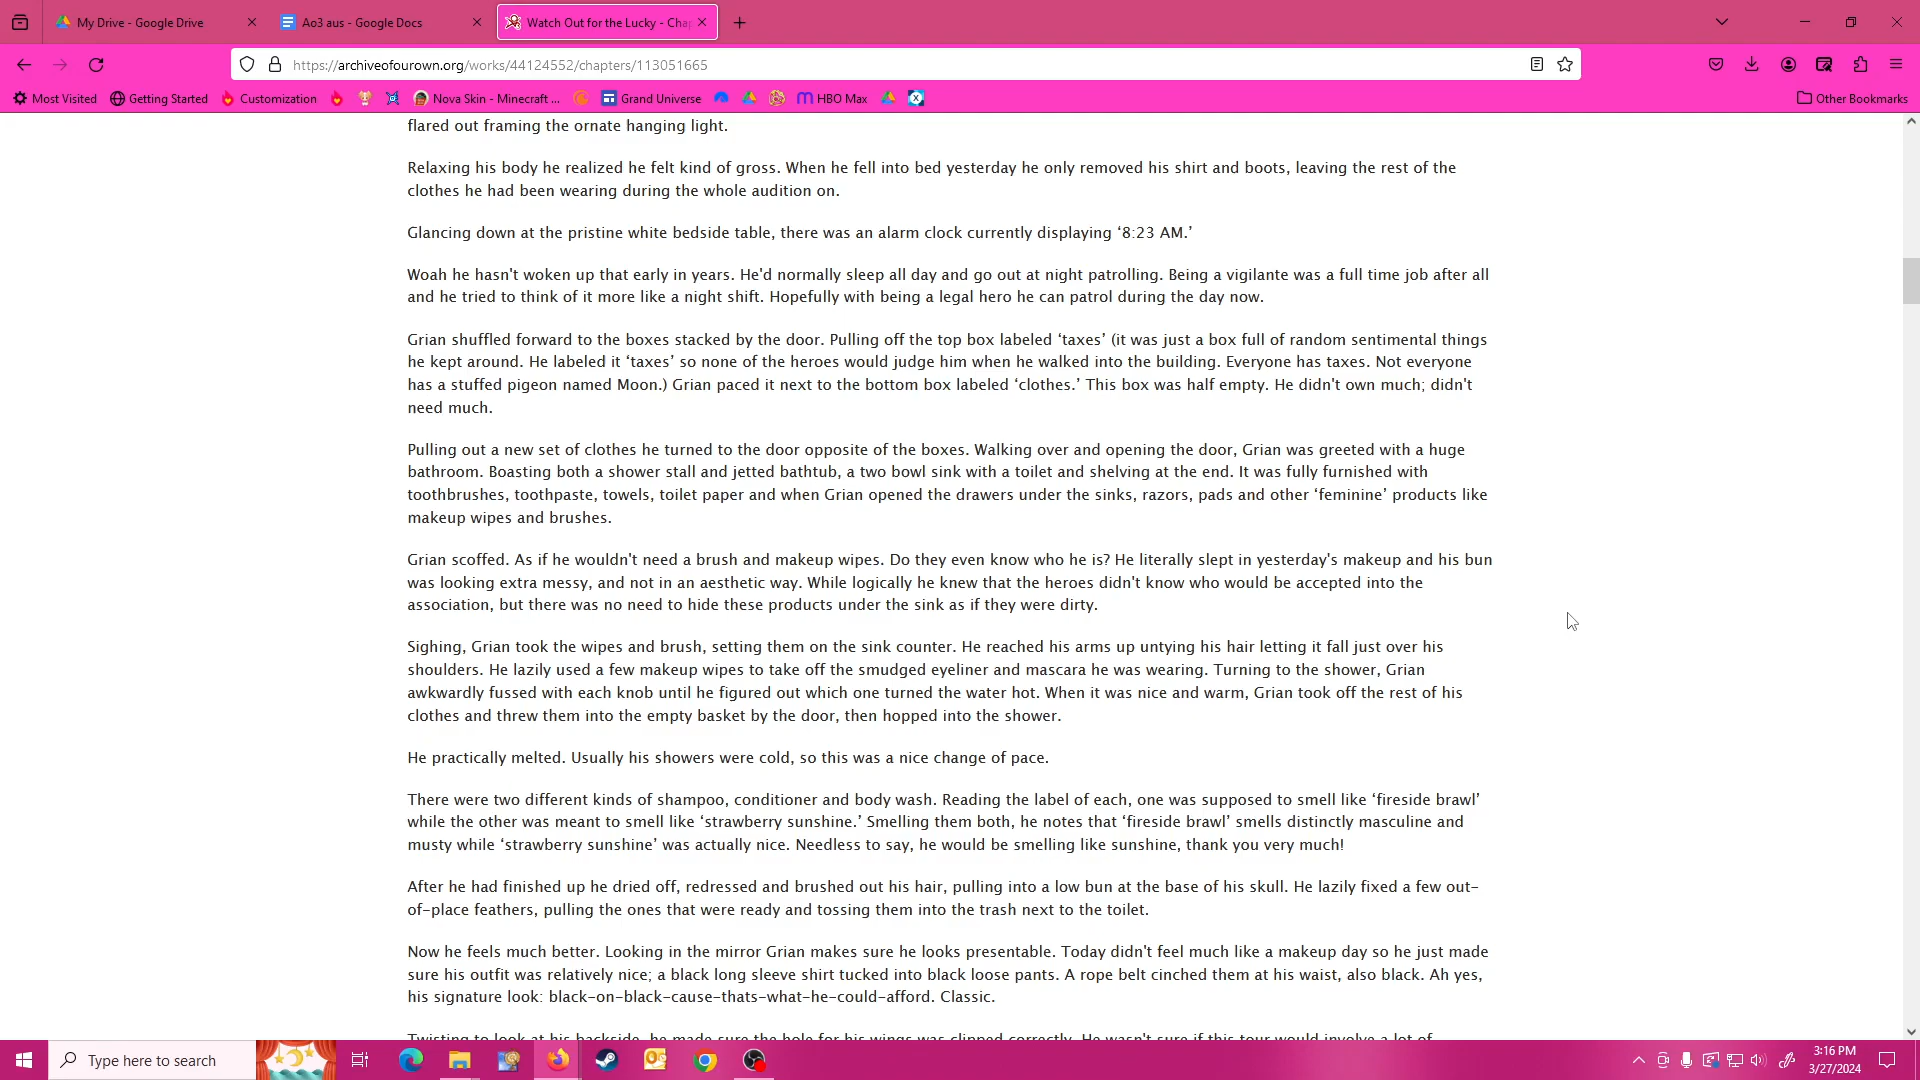 My Drive - Google Drive
Ao3 aus - Google Docs
Watch Out for the Lucky - Cha
https://archiveofourown.org/works/44124552/chapters/113051665
Most Visited
Getting Started
Customization
Nova Skin - Minecraft ...
Grand Universe
HBO Max
Other Bookmarks
flared out framing the ornate hanging light.
Relaxing his body he realized he felt kind of gross. When he fell into bed yesterday he only removed his shirt and boots, leaving the rest of the
clothes he had been wearing during the whole audition on.
Glancing down at the pristine white bedside table, there was an alarm clock currently displaying ‘8:23 AM.’
Woah he hasn't woken up that early in years. He'd normally sleep all day and go out at night patrolling. Being a vigilante was a full time job after all
and he tried to think of it more like a night shift. Hopefully with being a legal hero he can patrol during the day now.
Grian shuffled forward to the boxes stacked by the door. Pulling off the top box labeled ‘taxes’ (it was just a box full of random sentimental things
he kept around. He labeled it ‘taxes’ so none of the heroes would judge him when he walked into the building. Everyone has taxes. Not everyone
has a stuffed pigeon named Moon.) Grian paced it next to the bottom box labeled ‘clothes.’ This box was half empty. He didn't own much; didn't
need much.
Pulling out a new set of clothes he turned to the door opposite of the boxes. Walking over and opening the door, Grian was greeted with a huge
bathroom. Boasting both a shower stall and jetted bathtub, a two bowl sink with a toilet and shelving at the end. It was fully furnished with
toothbrushes, toothpaste, towels, toilet paper and when Grian opened the drawers under the sinks, razors, pads and other ‘feminine’ products like
makeup wipes and brushes.
Grian scoffed. As if he wouldn't need a brush and makeup wipes. Do they even know who he is? He literally slept in yesterday's makeup and his bun
was looking extra messy, and not in an aesthetic way. While logically he knew that the heroes didn't know who would be accepted into the
association, but there was no need to hide these products under the sink as if they were dirty.
Sighing, Grian took the wipes and brush, setting them on the sink counter. He reached his arms up untying his hair letting it fall just over his
shoulders. He lazily used a few makeup wipes to take off the smudged eyeliner and mascara he was wearing. Turning to the shower, Grian
awkwardly fussed with each knob until he figured out which one turned the water hot. When it was nice and warm, Grian took off the rest of his
clothes and threw them into the empty basket by the door, then hopped into the shower.
He practically melted. Usually his showers were cold, so this was a nice change of pace.
There were two different kinds of shampoo, conditioner and body wash. Reading the label of each, one was supposed to smell like ‘fireside brawl’
while the other was meant to smell like ‘strawberry sunshine.’ Smelling them both, he notes that ‘fireside brawl’ smells distinctly masculine and
musty while ‘strawberry sunshine’ was actually nice. Needless to say, he would be smelling like sunshine, thank you very much!
After he had finished up he dried off, redressed and brushed out his hair, pulling into a low bun at the base of his skull. He lazily fixed a few out-
of-place feathers, pulling the ones that were ready and tossing them into the trash next to the toilet.
Now he feels much better. Looking in the mirror Grian makes sure he looks presentable. Today didn't feel much like a makeup day so he just made
sure his outfit was relatively nice; a black long sleeve shirt tucked into black loose pants. A rope belt cinched them at his waist, also black. Ah yes,
his signature look: black-on-black-cause-thats-what-he-could-afford. Classic.
Twisting to look at his backside, he made sure the hole for his wings was clipped correctly. He wasn't sure if this tour would involve a lot of
Type here to search
3:16 PM
3/27/2024